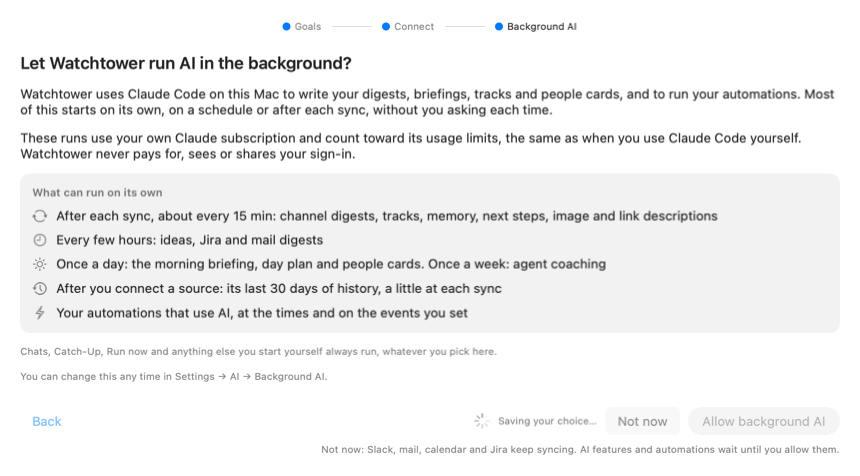 Goals
Connect
Background AI
Let Watchtower run AI in the background?
Watchtower uses Claude Code on this Mac to write your digests, briefings, tracks and people cards, and to run your automations. Most
of this starts on its own, on a schedule or after each sync, without you asking each time.
These runs use your own Claude subscription and count toward its usage limits, the same as when you use Claude Code yourself.
Watchtower never pays for, sees or shares your sign-in.
What can run on its own
After each sync, about every 15 min: channel digests, tracks, memory, next steps, image and link descriptions
Every few hours: ideas, Jira and mail digests
Once a day: the morning briefing, day plan and people cards. Once a week: agent coaching
After you connect a source: its last 30 days of history, a little at each sync
Your automations that use AI, at the times and on the events you set
Chats, Catch-Up, Run now and anything else you start yourself always run, whatever you pick here.
You can change this any time in Settings → AI → Background AI.
Back
Saving your choice...
Not now
Allow background AI
Not now: Slack, mail, calendar and Jira keep syncing. AI features and automations wait until you allow them.